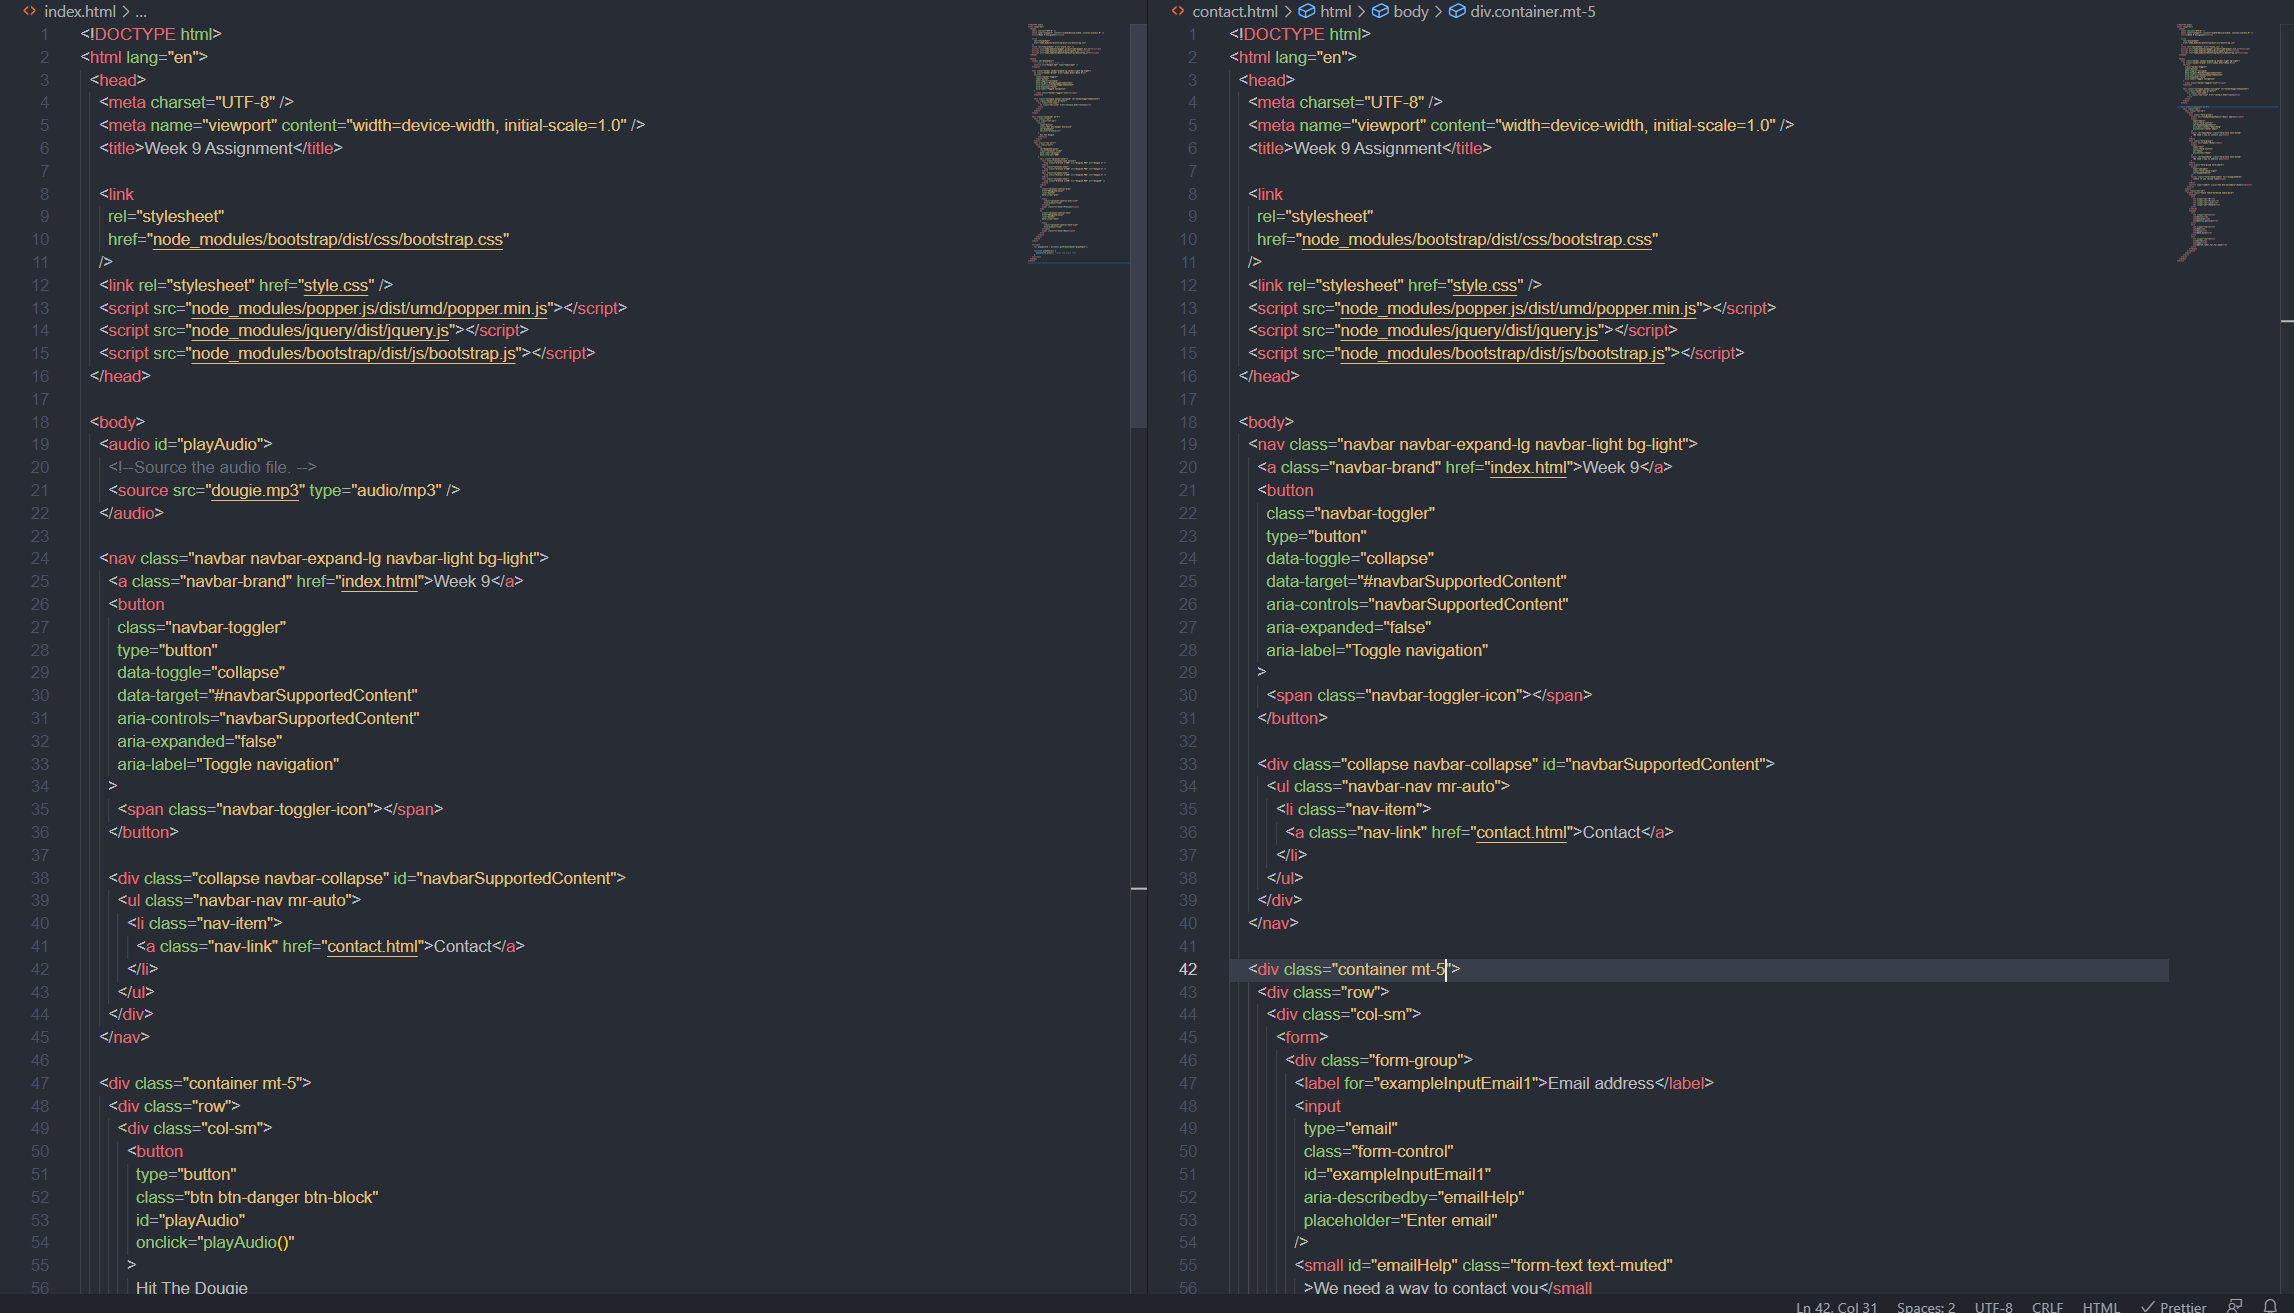 index.html > ...
1 <!DOCTYPE html>
2 <html lang="en">
3 <head>
4 <meta charset="UTF-8" />
5 <meta name="viewport" content="width=device-width, initial-scale=1.0" />
6 <title>Week 9 Assignment</title>
7
8 <link
9 rel="stylesheet"
10 href="node_modules/bootstrap/dist/css/bootstrap.css"
11 />
12 <link rel="stylesheet" href="style.css" />
13 <script src="node_modules/popper.js/dist/umd/popper.min.js"></script>
14 <script src="node_modules/jquery/dist/jquery.js"></script>
15 <script src="node_modules/bootstrap/dist/js/bootstrap.js"></script>
16 </head>
17
18 <body>
19 <audio id="playAudio">
20 <!--Source the audio file. -->
21 <source src="dougie.mp3" type="audio/mp3" />
22 </audio>
23
24 <nav class="navbar navbar-expand-lg navbar-light bg-light">
25 <a class="navbar-brand" href="index.html">Week 9</a>
26 <button
27 class="navbar-toggler"
28 type="button"
29 data-toggle="collapse"
30 data-target="#navbarSupportedContent"
31 aria-controls="navbarSupportedContent"
32 aria-expanded="false"
33 aria-label="Toggle navigation"
34 >
35 <span class="navbar-toggler-icon"></span>
36 </button>
37
38 <div class="collapse navbar-collapse" id="navbarSupportedContent">
39 <ul class="navbar-nav mr-auto">
40 <li class="nav-item">
41 <a class="nav-link" href="contact.html">Contact</a>
42 </li>
43 </ul>
44 </div>
45 </nav>
46
47 <div class="container mt-5">
48 <div class="row">
49 <div class="col-sm">
50 <button
51 type="button"
52 class="btn btn-danger btn-block"
53 id="playAudio"
54 onclick="playAudio()"
55 >
56 Hit The Dougie
contact.html > html > body > div.container.mt-5
1 <!DOCTYPE html>
2 <html lang="en">
3 <head>
4 <meta charset="UTF-8" />
5 <meta name="viewport" content="width=device-width, initial-scale=1.0" />
6 <title>Week 9 Assignment</title>
7
8 <link
9 rel="stylesheet"
10 href="node_modules/bootstrap/dist/css/bootstrap.css"
11 />
12 <link rel="stylesheet" href="style.css" />
13 <script src="node_modules/popper.js/dist/umd/popper.min.js"></script>
14 <script src="node_modules/jquery/dist/jquery.js"></script>
15 <script src="node_modules/bootstrap/dist/js/bootstrap.js"></script>
16 </head>
17
18 <body>
19 <nav class="navbar navbar-expand-lg navbar-light bg-light">
20 <a class="navbar-brand" href="index.html">Week 9</a>
21 <button
22 class="navbar-toggler"
23 type="button"
24 data-toggle="collapse"
25 data-target="#navbarSupportedContent"
26 aria-controls="navbarSupportedContent"
27 aria-expanded="false"
28 aria-label="Toggle navigation"
29 >
30 <span class="navbar-toggler-icon"></span>
31 </button>
32
33 <div class="collapse navbar-collapse" id="navbarSupportedContent">
34 <ul class="navbar-nav mr-auto">
35 <li class="nav-item">
36 <a class="nav-link" href="contact.html">Contact</a>
37 </li>
38 </ul>
39 </div>
40 </nav>
41
42 <div class="container mt-5">
43 <div class="row">
44 <div class="col-sm">
45 <form>
46 <div class="form-group">
47 <label for="exampleInputEmail1">Email address</label>
48 <input
49 type="email"
50 class="form-control"
51 id="exampleInputEmail1"
52 aria-describedby="emailHelp"
53 placeholder="Enter email"
54 />
55 <small id="emailHelp" class="form-text text-muted"
56 >We need a way to contact you</small
Ln 42, Col 31 Spaces: 2 UTF-8 CRLF HTML Prettier